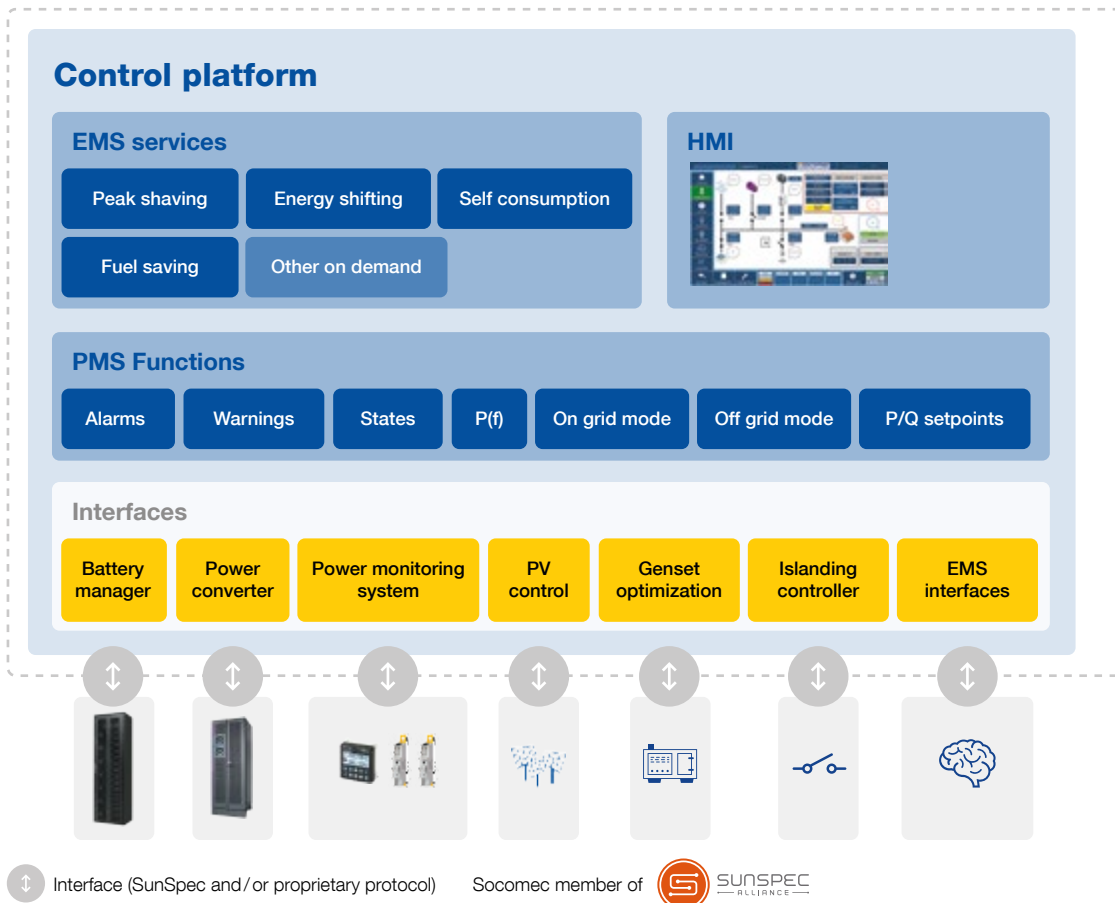 Control platform
EMS services
Peak shaving
Energy shifting
Self consumption
Fuel saving
Other on demand
HMI
PMS Functions
Alarms
Warnings
States
P(f)
On grid mode
Off grid mode
P/Q setpoints
Interfaces
Battery
manager
Power
converter
Power monitoring
system
PV
control
Genset
optimization
Islanding
controller
EMS
interfaces
Interface (SunSpec and/or proprietary protocol)
Socomec member of
SUNSPEC
ALLIANCE